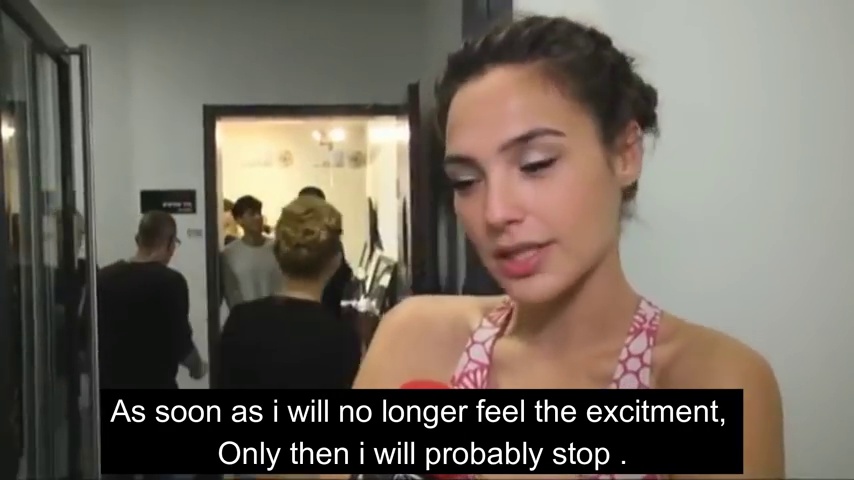 As soon as i will no longer feel the excitment,
Only then i will probably stop .